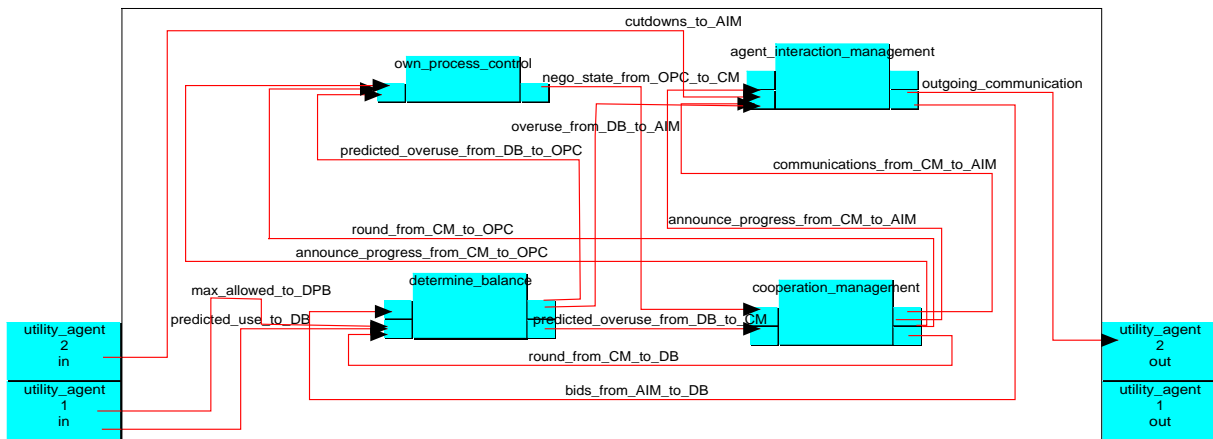 cutdowns_to_AIM
agent_interaction_management
own_process_control
nego_state_from_OPC_to_CM
outgoing_communication
overuse_from_DB_to_AIM
predicted_overuse_from_DB_to_OPC
communications_from_CM_to_AIM
announce_progress_from_CM_to_AIM
round_from_CM_to_OPC
announce_progress_from_CM_to_OPC
determine_balance
cooperation_management
max_allowed_to_DPB
predicted_use_to_DB
predicted_overuse_from_DB_to_CM
utility_agent
2
in
utility_agent
2
out
round_from_CM_to_DB
bids_from_AIM_to_DB
utility_agent
1
in
utility_agent
1
out